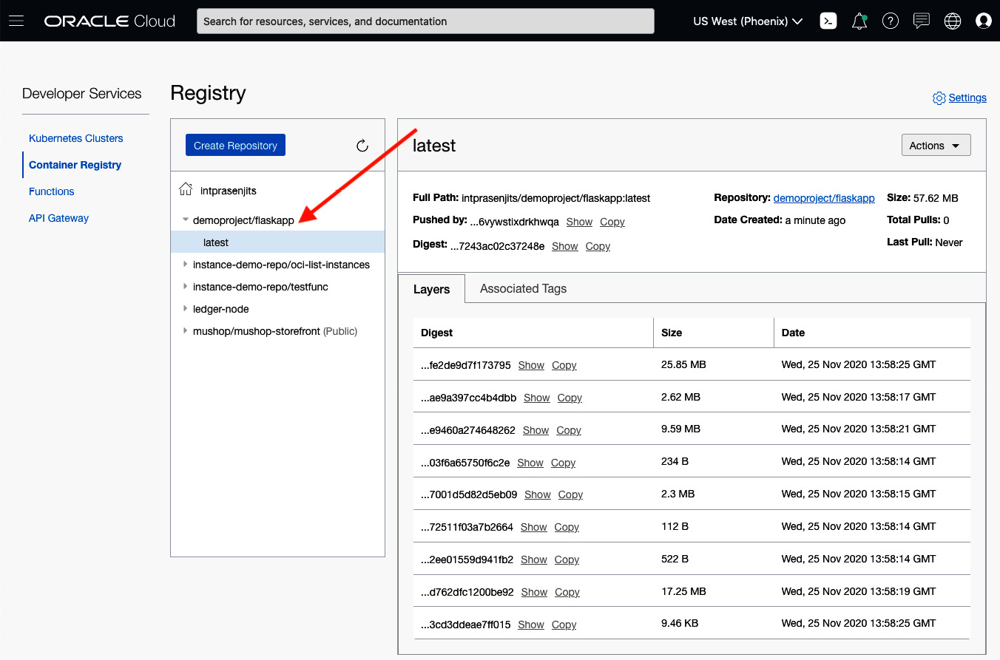 ORACLE Cloud
Search for resources, services, and documentation
US West (Phoenix)
Developer Services
Kubernetes Clusters
Container Registry
Functions
API Gateway
Registry
Settings
Create Repository
intprasenjits
demoproject/flaskapp
latest
instance-demo-repo/oci-list-instances
instance-demo-repo/testfunc
ledger-node
mushop/mushop-storefront (Public)
latest
Actions
Full Path: intprasenjits/demoproject/flaskapp:latest
Pushed by: ...6vywstixdrkhwqa Show Copy
Digest: ...7243ac02c37248e Show Copy
Repository: demoproject/flaskapp
Date Created: a minute ago
Size: 57.62 MB
Total Pulls: 0
Last Pull: Never
Layers Associated Tags
Digest Size Date
...fe2de9d7f173795 Show Copy 25.85 MB Wed, 25 Nov 2020 13:58:25 GMT
...ae9a397cc4b4dbb Show Copy 2.62 MB Wed, 25 Nov 2020 13:58:17 GMT
...e9460a274648262 Show Copy 9.59 MB Wed, 25 Nov 2020 13:58:21 GMT
...03f6a65750f6c2e Show Copy 234 B Wed, 25 Nov 2020 13:58:14 GMT
...7001d5d82d5eb09 Show Copy 2.3 MB Wed, 25 Nov 2020 13:58:15 GMT
...72511f03a7b2664 Show Copy 112 B Wed, 25 Nov 2020 13:58:14 GMT
...2ee01559d941fb2 Show Copy 522 B Wed, 25 Nov 2020 13:58:14 GMT
...d762dfc1200be92 Show Copy 17.25 MB Wed, 25 Nov 2020 13:58:19 GMT
...3cd3ddeae7ff015 Show Copy 9.46 KB Wed, 25 Nov 2020 13:58:25 GMT